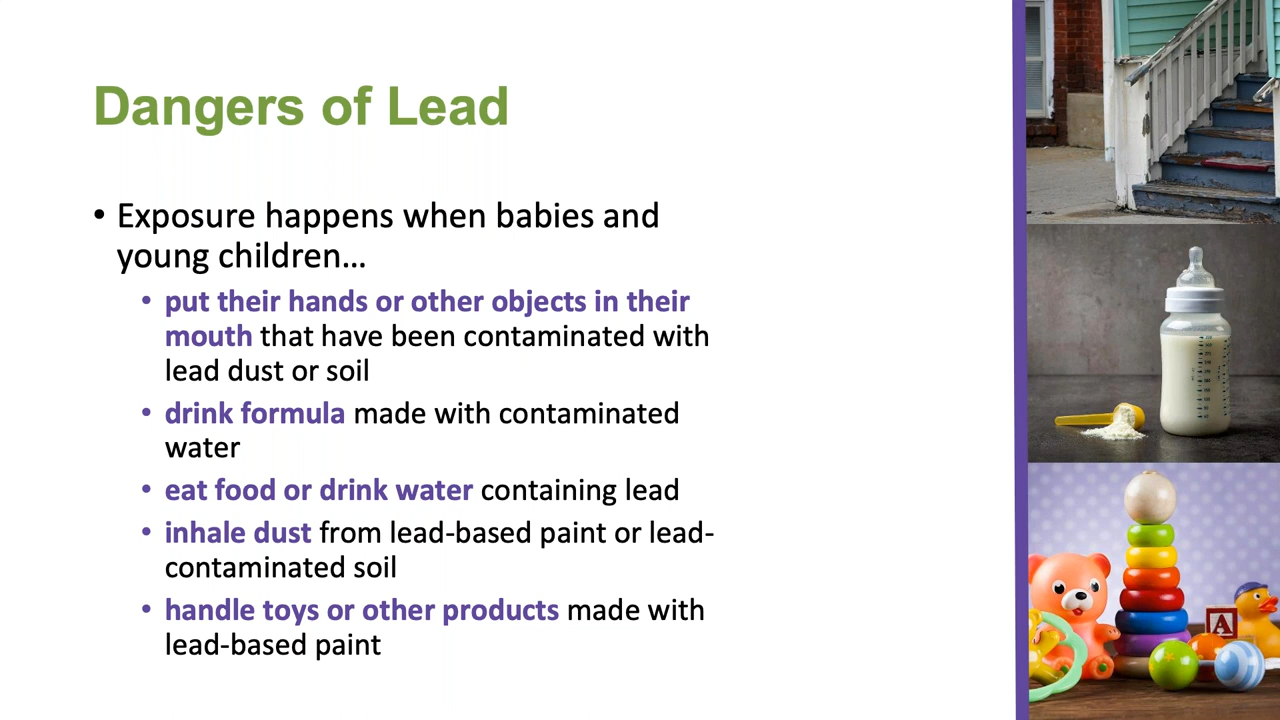 Dangers of Lead
• Exposure happens when babies and
young children...
• put their hands or other objects in their
mouth that have been contaminated with
lead dust or soil
• drink formula made with contaminated
water
• eat food or drink water containing lead
• inhale dust from lead-based paint or lead-
contaminated soil
• handle toys or other products made with
lead-based paint
A